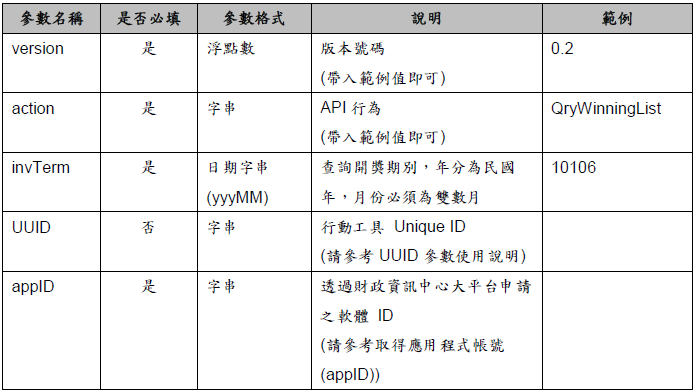 參數名稱 是否必填 參數格式 說明 範例
version 是 浮點數 版本號碼 0.2
(帶入範例值即可)
action 是 字串 API 行為 QryWinningList
(帶入範例值即可)
invTerm 是 日期字串 查詢開獎期別，年分為民國 10106
(yyyMM) 年，月份必須為雙數月
UUID 否 字串 行動工具 Unique ID
(請參考 UUID 參數使用說明)
appID 是 字串 透過財政資訊中心大平台申請
之軟體 ID
(請參考取得應用程式帳號
(appID))